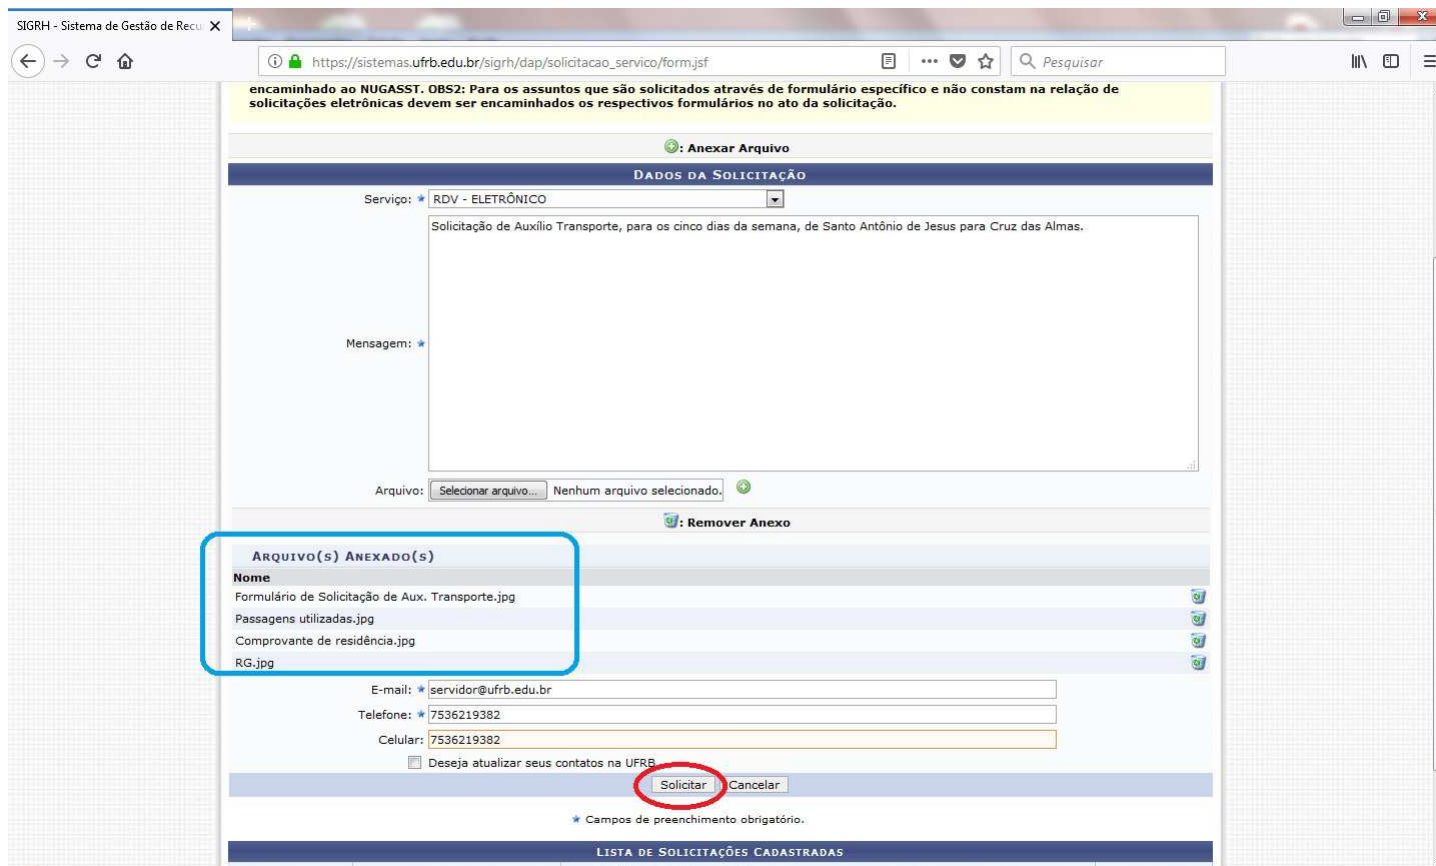 SIGRH - Sistema de Gestão de Recu
https://sistemas.ufrb.edu.br/sigrh/dap/solicitacao_servico/form.jsf
Pesquisar
encaminhado ao NUGASST. OBS2: Para os assuntos que são solicitados através de formulário específico e não constam na relação de
solicitações eletrônicas devem ser encaminhados os respectivos formulários no ato da solicitação.
: Anexar Arquivo
DADOS DA SOLICITAÇÃO
Serviço: RDV - ELETRÔNICO
Solicitação de Auxílio Transporte, para os cinco dias da semana, de Santo Antônio de Jesus para Cruz das Almas.
Mensagem:
Arquivo: Selecionar arquivo... Nenhum arquivo selecionado.
: Remover Anexo
ARQUIVO(S) ANEXADO(S)
Nome
Formulário de Solicitação de Aux. Transporte.jpg
Passagens utilizadas.jpg
Comprovante de residência.jpg
RG.jpg
E-mail: servidor@ufrb.edu.br
Telefone: 7536219382
Celular: 7536219382
Deseja atualizar seus contatos na UFRB
Solicitar Cancelar
Campos de preenchimento obrigatório.
LISTA DE SOLICITAÇÕES CADASTRADAS